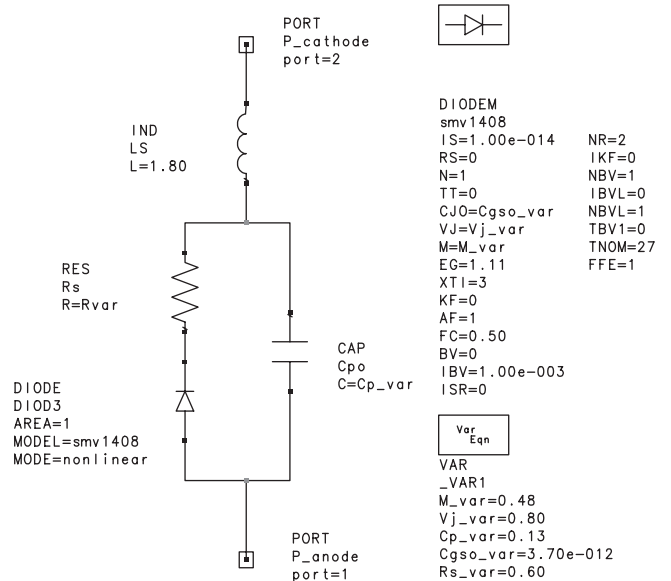 PORT
P_cathode
port=2
IND
LS
L=1.80
RES
Rs
R=Rvar
CAP
Cpo
C=Cp_var
DIODE
DIOD3
AREA=1
MODEL=smv1408
MODE=nonlinear
PORT
P_anode
port=1
DIODEM
smv1408
IS=1.00e-014 NR=2
RS=0 IKF=0
N=1 NBV=1
TT=0 IBVL=0
CJO=Cgso_var NBVL=1
VJ=Vj_var TBV1=0
M=M_var TNOM=27
EG=1.11 FFE=1
XTI=3
KF=0
AF=1
FC=0.50
BV=0
IBV=1.00e-003
ISR=0
Var
Eqn
VAR
_VAR1
M_var=0.48
Vj_var=0.80
Cp_var=0.13
Cgso_var=3.70e-012
Rs_var=0.60